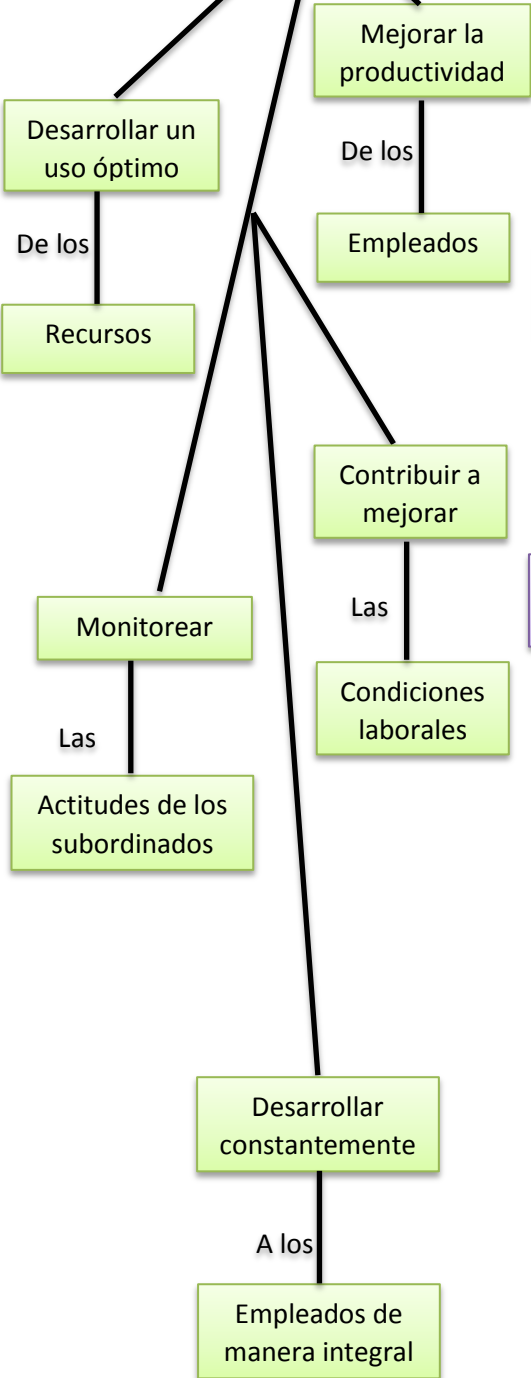 Mejorar la
productividad
De los
Empleados
Desarrollar un
uso óptimo
De los
Recursos
Contribuir a
mejorar
Las
Condiciones
laborales
Monitorear
Las
Actitudes de los
subordinados
Desarrollar
constantemente
A los
Empleados de
manera integral